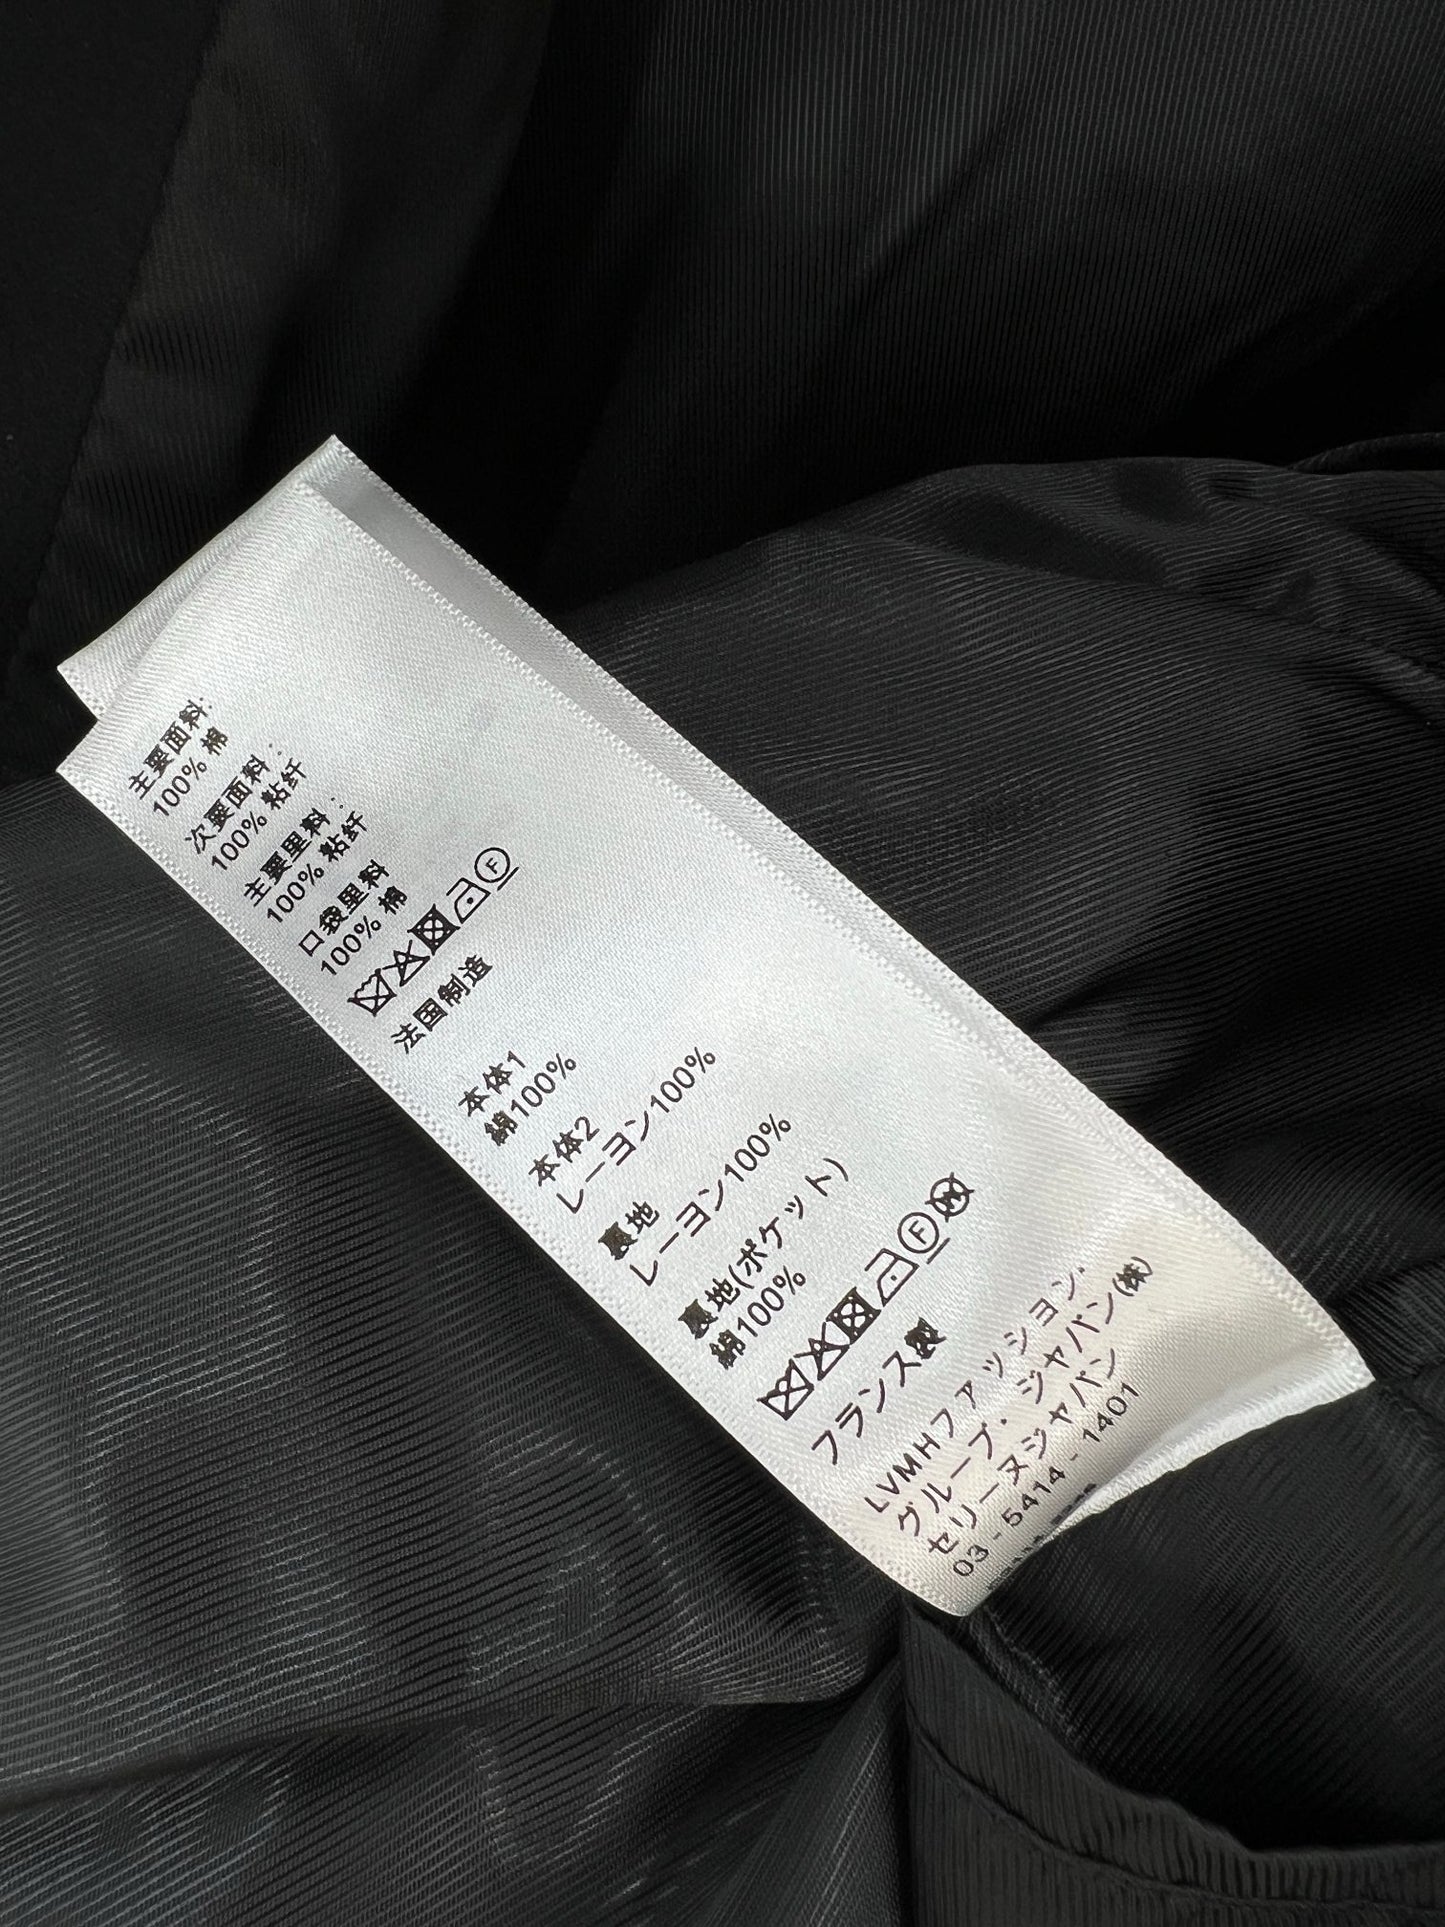 主要面料:
100% 棉
次要面料:
100% 粘纤
主要里料:
100% 粘纤
口袋里料
100% 棉
F
法国制造
本体1
綿100%
本体2
レーヨン100%
裏地
レーヨン100%
裏地(ポケット)
綿100%
F W
フランス製
LVMHファッション・
グループ・ジャパン(株)
セリーヌジャパン
03-5414-1401